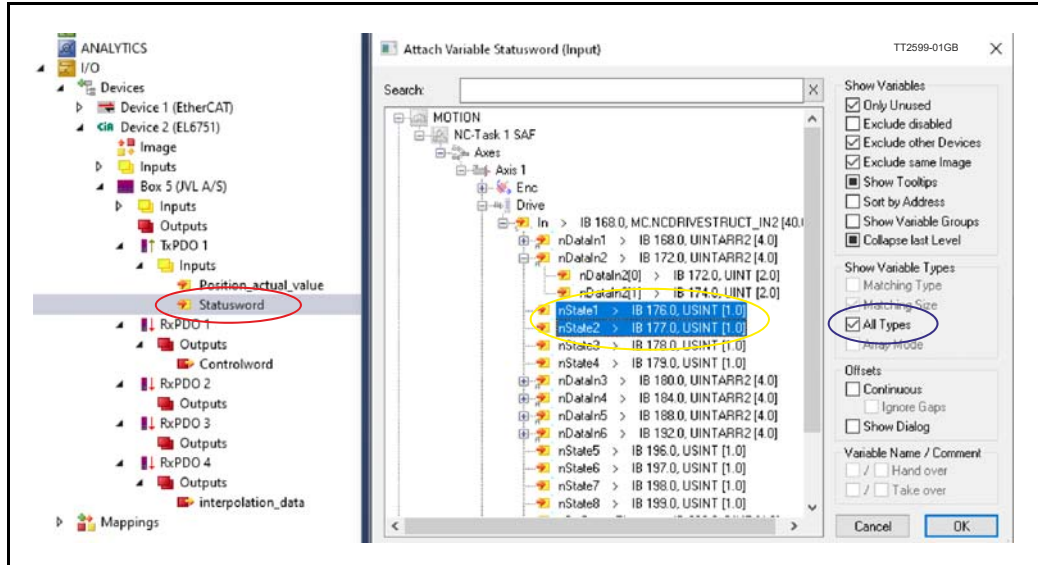 ANALYTICS
I/O
Devices
Device 1 (EtherCAT)
CiA Device 2 (EL6751)
Image
Inputs
Box 5 (JVL A/S)
Inputs
Outputs
TxPDO 1
Inputs
Position_actual_value
Statusword
RxPDO 1
Outputs
Controlword
RxPDO 2
Outputs
RxPDO 3
Outputs
RxPDO 4
Outputs
interpolation_data
Mappings
Attach Variable Statusword (Input)
TT2599-01GB
Search:
MOTION
NC-Task 1 SAF
Axes
Axis 1
Enc
Drive
In > IB 168.0, MC.NCDRIVESTRUCT_IN2 [40.
nDataIn1 > IB 168.0, UINTARR2 [4.0]
nDataIn2 > IB 172.0, UINTARR2 [4.0]
nDataIn2[0] > IB 172.0, UINT [2.0]
nDataIn2[1] > IB 174.0, UINT [2.0]
nState1 > IB 176.0, USINT [1.0]
nState2 > IB 177.0, USINT [1.0]
nState3 > IB 178.0, USINT [1.0]
nState4 > IB 179.0, USINT [1.0]
nDataIn3 > IB 180.0, UINTARR2 [4.0]
nDataIn4 > IB 184.0, UINTARR2 [4.0]
nDataIn5 > IB 188.0, UINTARR2 [4.0]
nDataIn6 > IB 192.0, UINTARR2 [4.0]
nState5 > IB 196.0, USINT [1.0]
nState6 > IB 197.0, USINT [1.0]
nState7 > IB 198.0, USINT [1.0]
nState8 > IB 199.0, USINT [1.0]
Show Variables
Only Unused
Exclude disabled
Exclude other Devices
Exclude same Image
Show Tooltips
Sort by Address
Show Variable Groups
Collapse last Level
Show Variable Types
Matching Type
Matching Size
All Types
Array Mode
Offsets
Continuous
Ignore Gaps
Show Dialog
Variable Name / Comment
/ Hand over
/ Take over
Cancel
OK